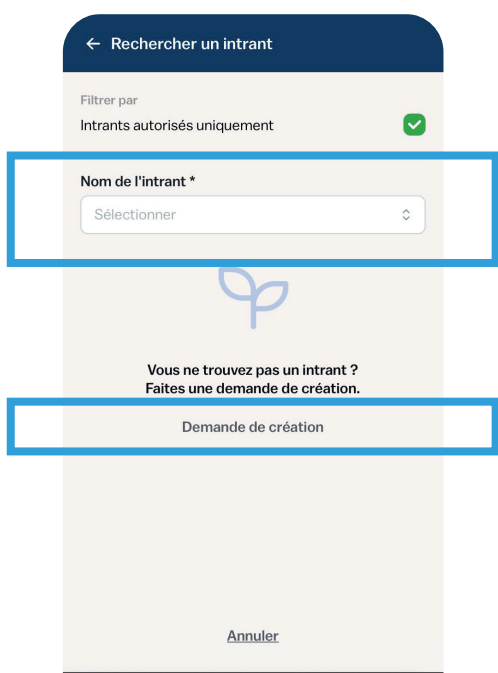 Rechercher un intrant
Filtrer par
Intrants autorisés uniquement
Nom de l'intrant *
Sélectionner
Vous ne trouvez pas un intrant ?
Faites une demande de création.
Demande de création
Annuler